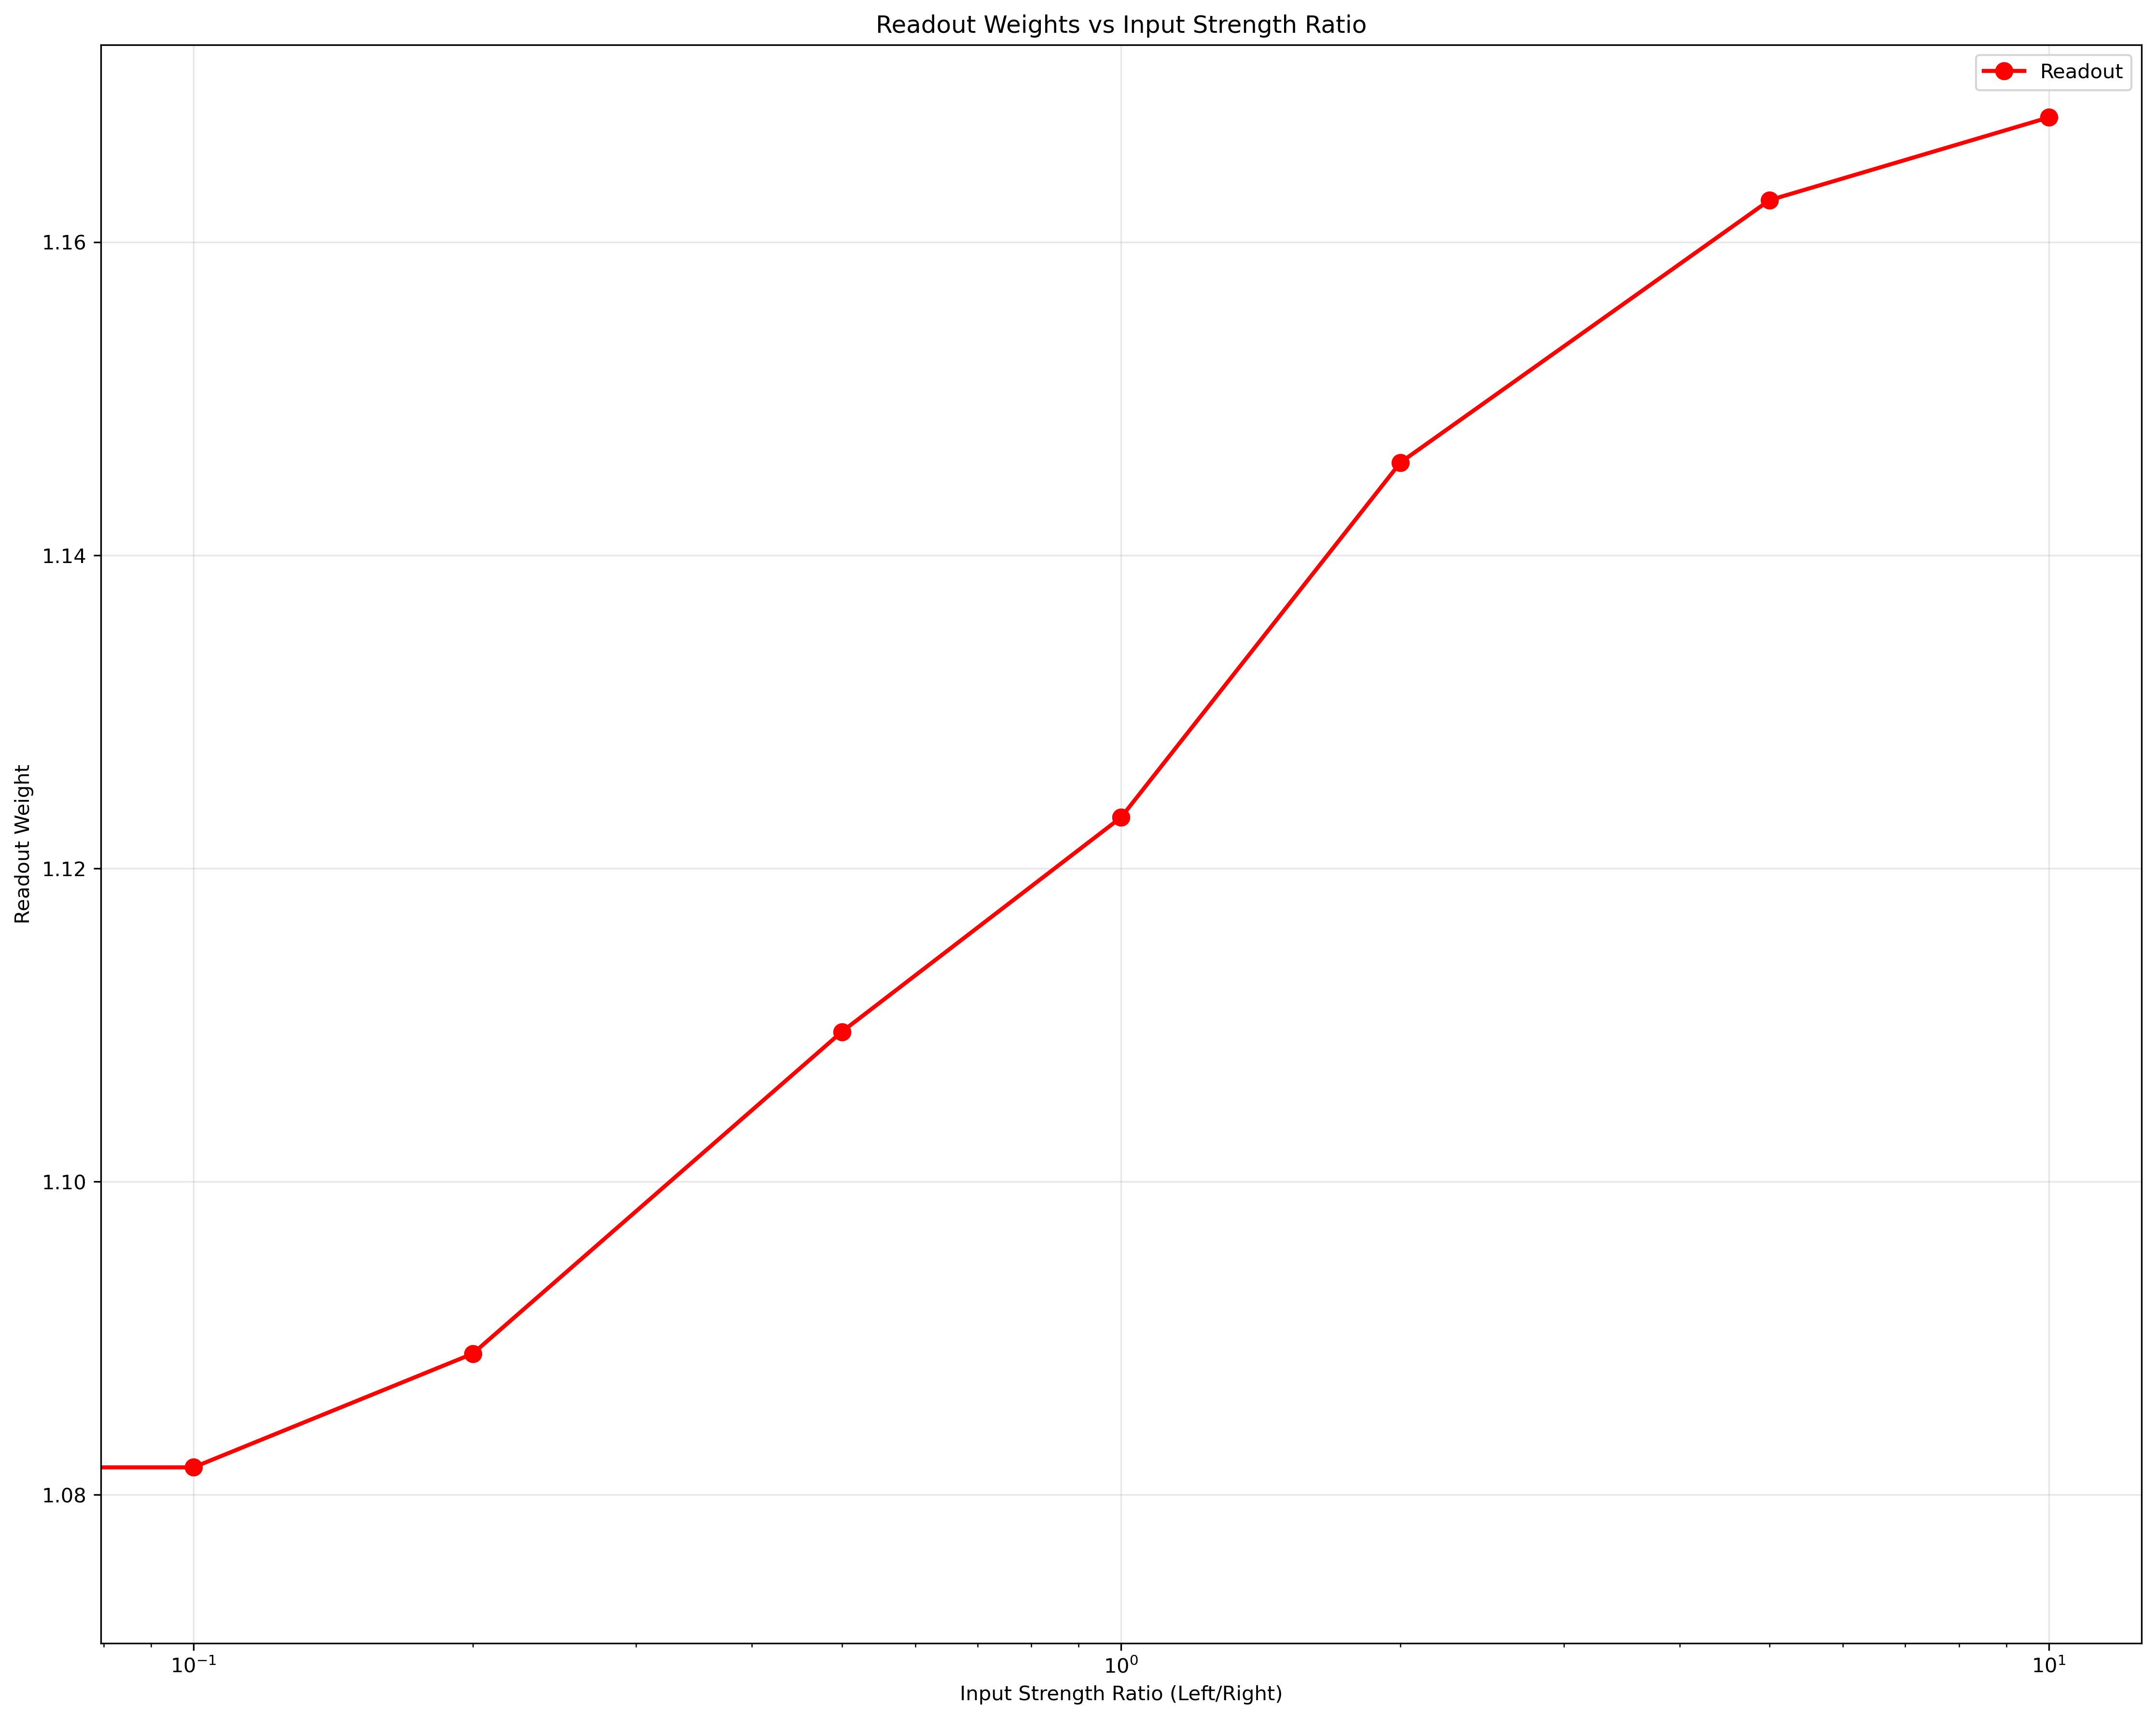 Readout Weights vs Input Strength Ratio
Readout
1.16
1.14
1.12
1.10
1.08
Readout Weight
10⁻¹
10⁰
10¹
Input Strength Ratio (Left/Right)